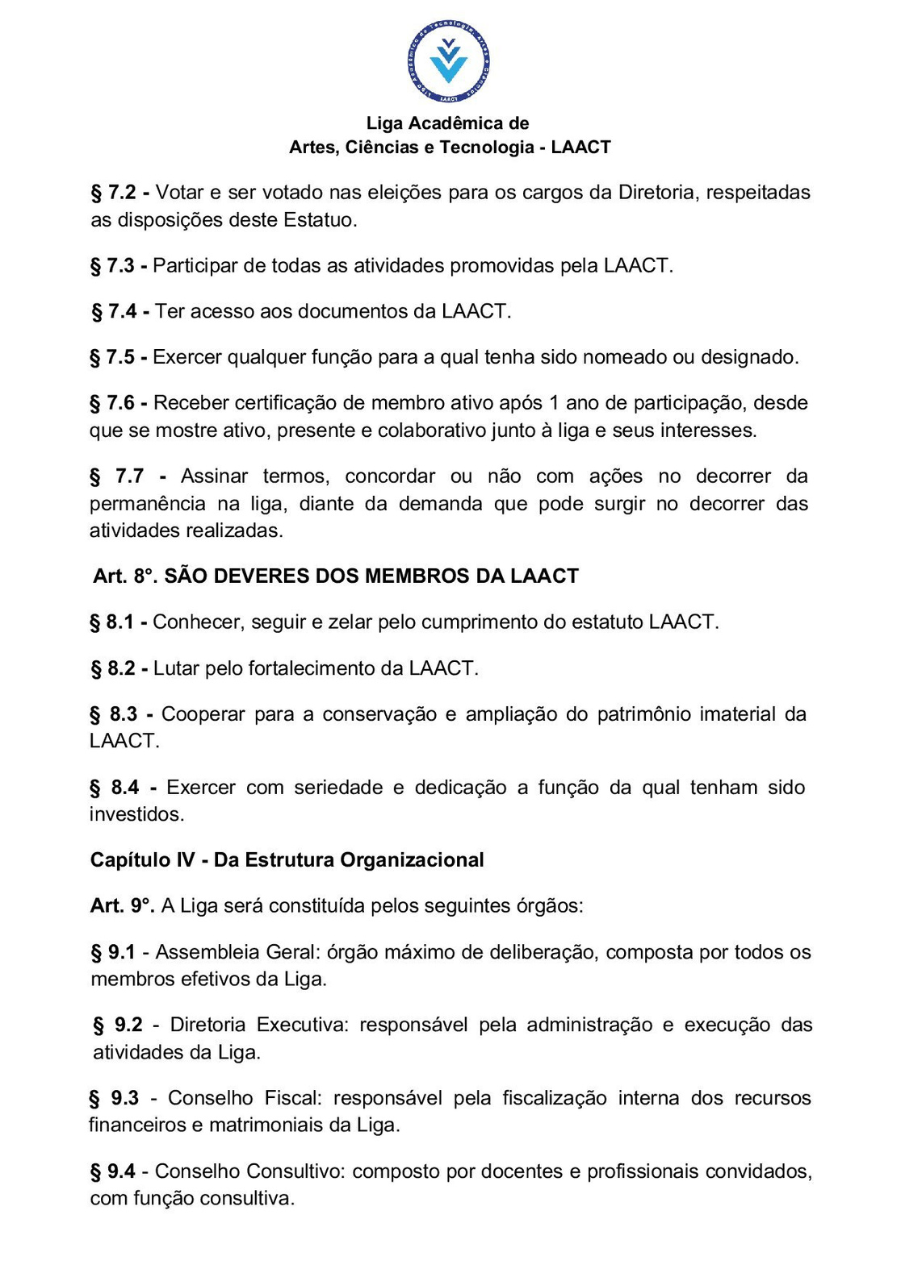 Liga Acadêmica de Tecnologia, Artes e Ciências
LAACT
Liga Acadêmica de
Artes, Ciências e Tecnologia - LAACT
§ 7.2 - Votar e ser votado nas eleições para os cargos da Diretoria, respeitadas
as disposições deste Estatuo.
§ 7.3 - Participar de todas as atividades promovidas pela LAACT.
§ 7.4 - Ter acesso aos documentos da LAACT.
§ 7.5 - Exercer qualquer função para a qual tenha sido nomeado ou designado.
§ 7.6 - Receber certificação de membro ativo após 1 ano de participação, desde
que se mostre ativo, presente e colaborativo junto à liga e seus interesses.
§ 7.7 - Assinar termos, concordar ou não com ações no decorrer da
permanência na liga, diante da demanda que pode surgir no decorrer das
atividades realizadas.
Art. 8°. SÃO DEVERES DOS MEMBROS DA LAACT
§ 8.1 - Conhecer, seguir e zelar pelo cumprimento do estatuto LAACT.
§ 8.2 - Lutar pelo fortalecimento da LAACT.
§ 8.3 - Cooperar para a conservação e ampliação do patrimônio imaterial da
LAACT.
§ 8.4 - Exercer com seriedade e dedicação a função da qual tenham sido
investidos.
Capítulo IV - Da Estrutura Organizacional
Art. 9°. A Liga será constituída pelos seguintes órgãos:
§ 9.1 - Assembleia Geral: órgão máximo de deliberação, composta por todos os
membros efetivos da Liga.
§ 9.2 - Diretoria Executiva: responsável pela administração e execução das
atividades da Liga.
§ 9.3 - Conselho Fiscal: responsável pela fiscalização interna dos recursos
financeiros e matrimoniais da Liga.
§ 9.4 - Conselho Consultivo: composto por docentes e profissionais convidados,
com função consultiva.